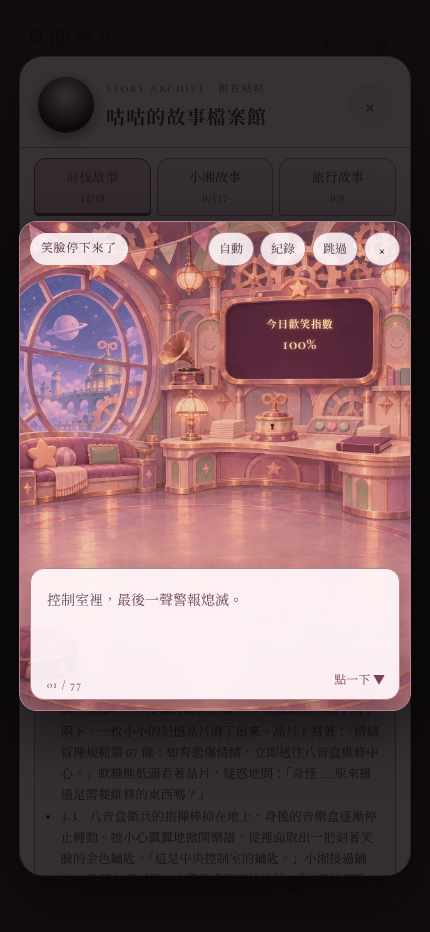 貢閣居民
STORY ARCHIVE 館長咕咕
咕咕的故事檔案館
×
討伐故事
12/18
小湘故事
0/117
旅行故事
0/8
笑臉停下來了
自動
紀錄
跳過
×
今日歡笑指數
100%
控制室裡，最後一聲警報熄滅。
01 / 77
點一下▼
兩下，一枚小小的記憶晶片滑了出來。晶片上寫著：「情緒
管理規範第 07 條：如有悲傷情緒，立即送往八音盒維修中
心。」軟糖熊低頭看著晶片，疑惑地問：「奇怪……原來難
過是需要維修的東西嗎？」
• 3-3 八音盒衛兵的指揮棒掉在地上，身後的音樂盒逐漸停
止轉動。牠小心翼翼地掀開樂譜，從裡面取出一把刻著笑
臉的金色鑰匙。「這是中央控制室的鑰匙。」小湘接過鑰